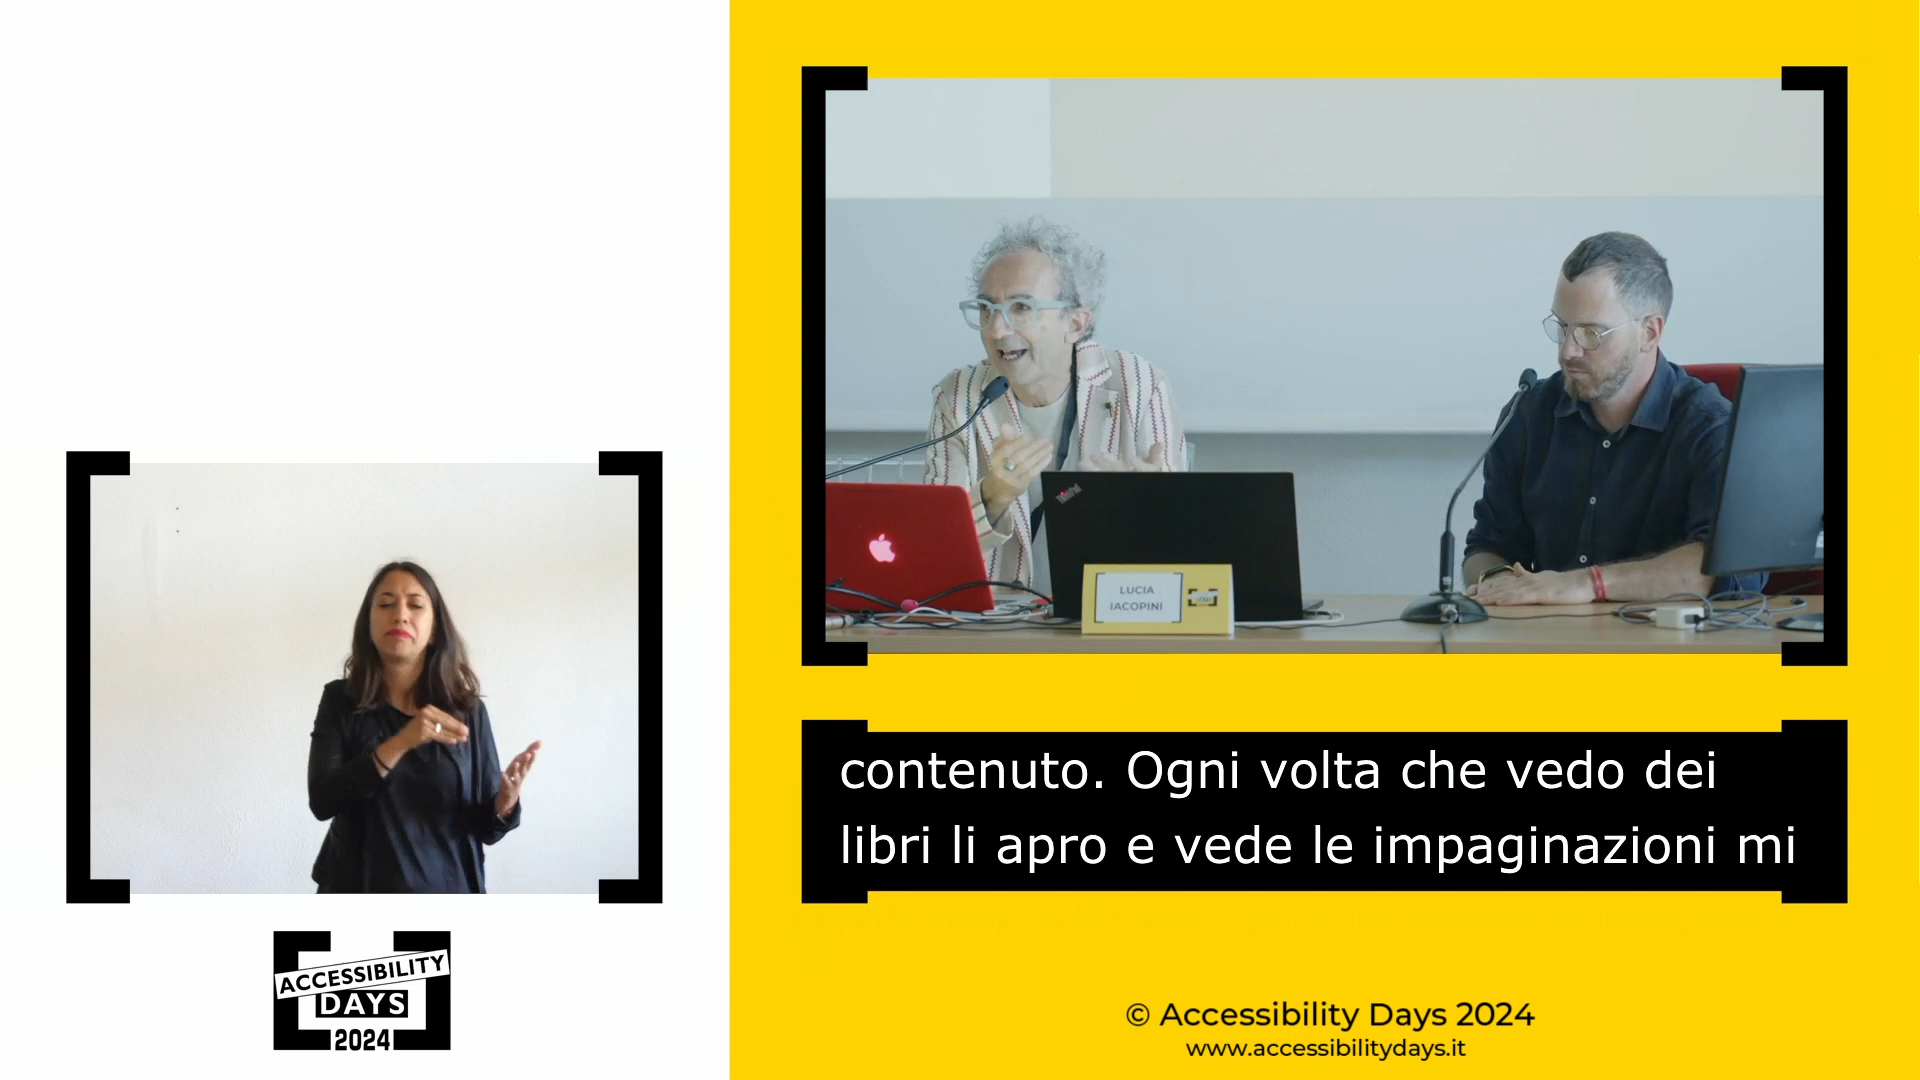 LUCIA
IACOPINI
contenuto. Ogni volta che vedo dei
libri li apro e vede le impaginazioni mi
ACCESSIBILITY
DAYS
2024
© Accessibility Days 2024
www.accessibilitydays.it